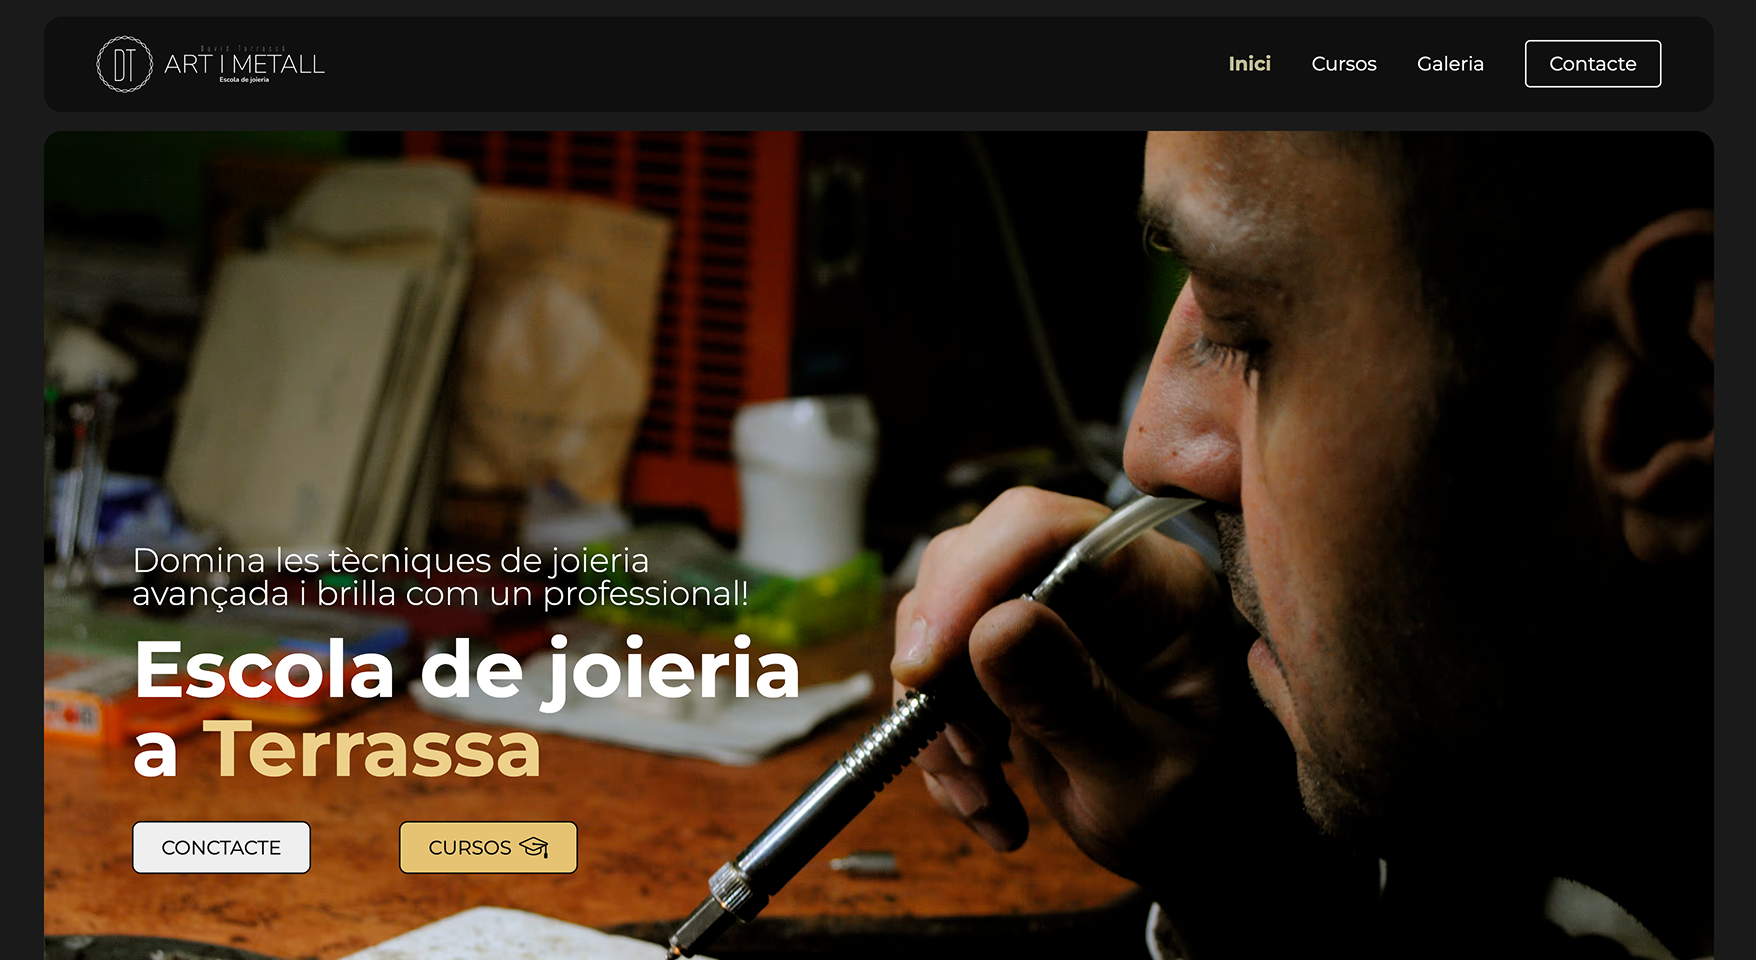 DT
David Tarrascó
ART I METALL
Escola de joieria
Inici
Cursos
Galeria
Contacte
Domina les tècniques de joieria
avançada i brilla com un professional!
Escola de joieria
a Terrassa
CONCTACTE
CURSOS